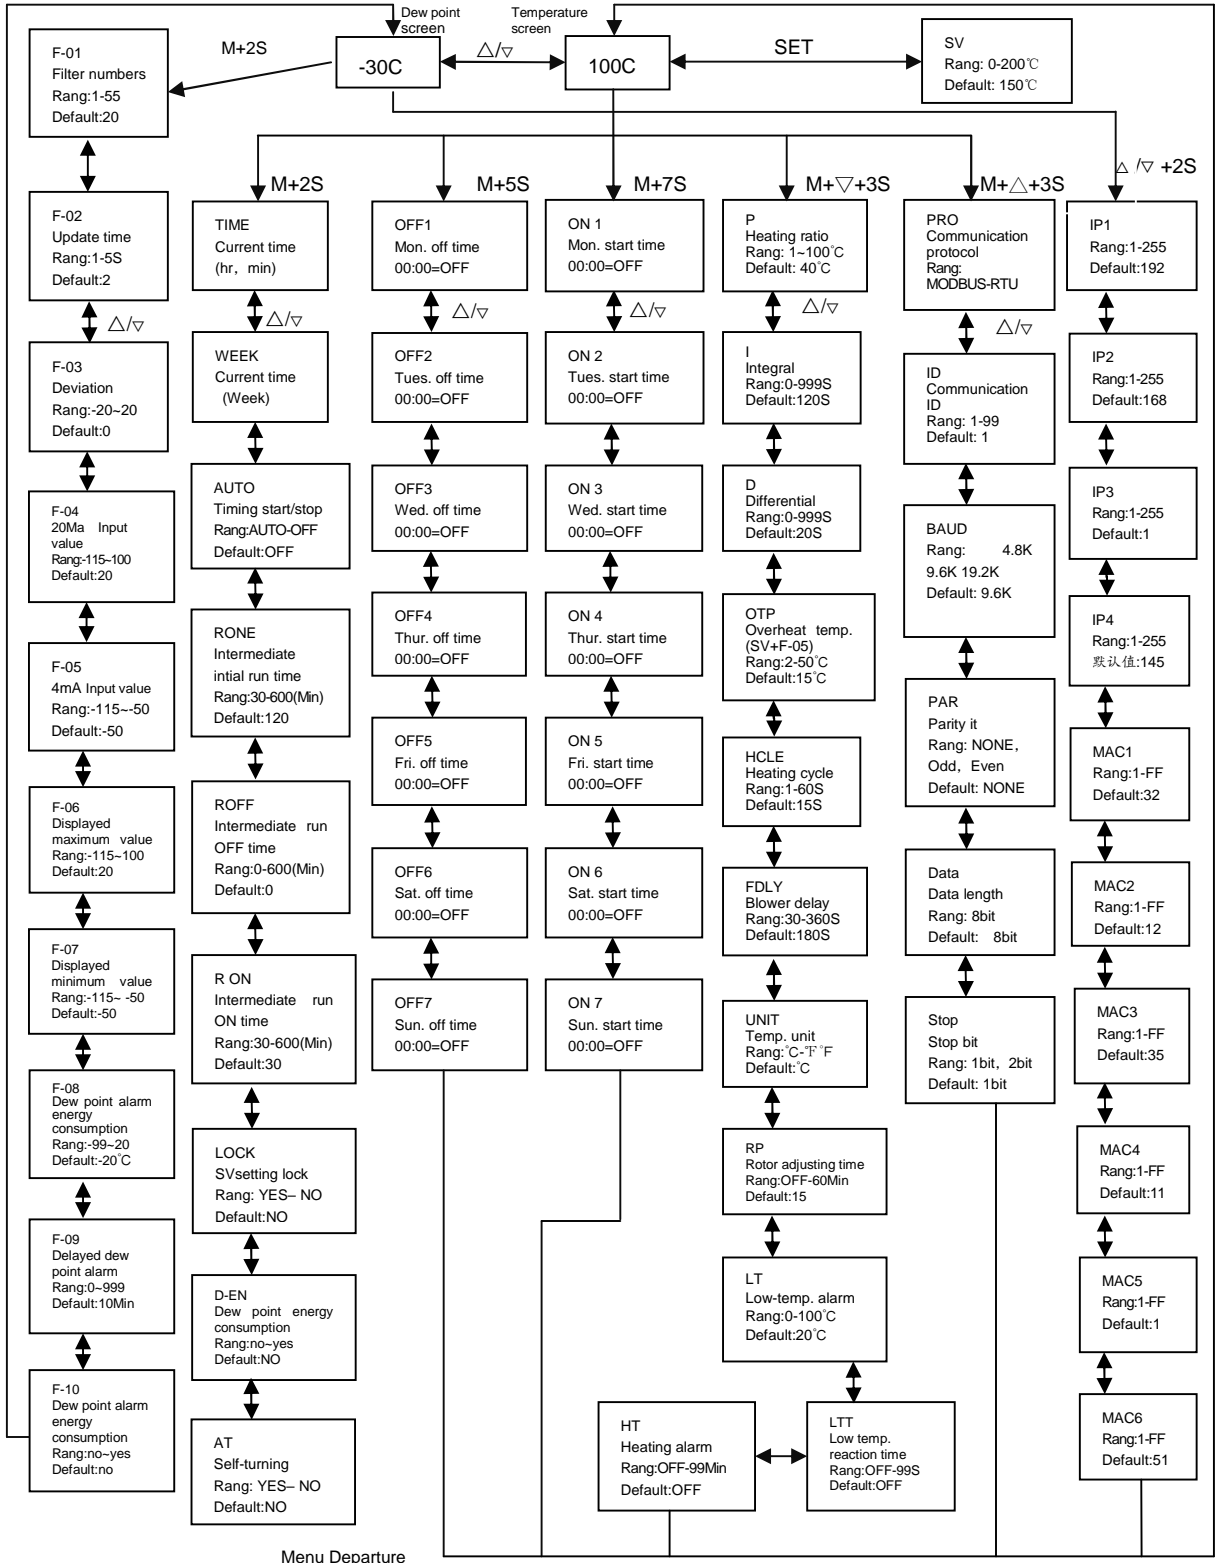 Dew point
screen
Temperature
screen
M+2S
-30C
△/▽
100C
SET
SV
Rang: 0-200℃
Default: 150℃
F-01
Filter numbers
Rang:1-55
Default:20
F-02
Update time
Rang:1-5S
Default:2
△/▽
F-03
Deviation
Rang:-20~20
Default:0
F-04
20Ma Input
value
Rang:-115~100
Default:20
F-05
4mA Input value
Rang:-115~-50
Default:-50
F-06
Displayed
maximum value
Rang:-115~100
Default:20
F-07
Displayed
minimum value
Rang:-115~ -50
Default:-50
F-08
Dew point alarm
energy
consumption
Rang:-99~20
Default:-20°C
F-09
Delayed dew
point alarm
Rang:0~999
Default:10Min
F-10
Dew point alarm
energy
consumption
Rang:no~yes
Default:no
M+2S
TIME
Current time
(hr, min)
△/▽
WEEK
Current time
(Week)
AUTO
Timing start/stop
Rang:AUTO-OFF
Default:OFF
RONE
Intermediate
intial run time
Rang:30-600(Min)
Default:120
ROFF
Intermediate run
OFF time
Rang:0-600(Min)
Default:0
R ON
Intermediate run
ON time
Rang:30-600(Min)
Default:30
LOCK
SVsetting lock
Rang: YES– NO
Default:NO
D-EN
Dew point energy
consumption
Rang:no~yes
Default:NO
AT
Self-turning
Rang: YES– NO
Default:NO
M+5S
OFF1
Mon. off time
00:00=OFF
△/▽
OFF2
Tues. off time
00:00=OFF
OFF3
Wed. off time
00:00=OFF
OFF4
Thur. off time
00:00=OFF
OFF5
Fri. off time
00:00=OFF
OFF6
Sat. off time
00:00=OFF
OFF7
Sun. off time
00:00=OFF
M+7S
ON 1
Mon. start time
00:00=OFF
△/▽
ON 2
Tues. start time
00:00=OFF
ON 3
Wed. start time
00:00=OFF
ON 4
Thur. start time
00:00=OFF
ON 5
Fri. start time
00:00=OFF
ON 6
Sat. start time
00:00=OFF
ON 7
Sun. start time
00:00=OFF
M+▽+3S
P
Heating ratio
Rang: 1~100°C
Default: 40°C
△/▽
I
Integral
Rang:0-999S
Default:120S
D
Differential
Rang:0-999S
Default:20S
OTP
Overheat temp.
(SV+F-05)
Rang:2-50°C
Default:15°C
HCLE
Heating cycle
Rang:1-60S
Default:15S
FDLY
Blower delay
Rang:30-360S
Default:180S
UNIT
Temp. unit
Rang:°C-℉°F
Default:°C
RP
Rotor adjusting time
Rang:OFF-60Min
Default:15
LT
Low-temp. alarm
Rang:0-100°C
Default:20°C
LTT
Low temp.
reaction time
Rang:OFF-99S
Default:OFF
HT
Heating alarm
Rang:OFF-99Min
Default:OFF
M+△+3S
PRO
Communication
protocol
Rang:
MODBUS-RTU
△/▽
ID
Communication
ID
Rang: 1-99
Default: 1
BAUD
Rang: 4.8K
9.6K 19.2K
Default: 9.6K
PAR
Parity it
Rang: NONE,
Odd, Even
Default: NONE
Data
Data length
Rang: 8bit
Default: 8bit
Stop
Stop bit
Rang: 1bit, 2bit
Default: 1bit
△ /▽ +2S
IP1
Rang:1-255
Default:192
IP2
Rang:1-255
Default:168
IP3
Rang:1-255
Default:1
IP4
Rang:1-255
默认值:145
MAC1
Rang:1-FF
Default:32
MAC2
Rang:1-FF
Default:12
MAC3
Rang:1-FF
Default:35
MAC4
Rang:1-FF
Default:11
MAC5
Rang:1-FF
Default:1
MAC6
Rang:1-FF
Default:51
Menu Departure